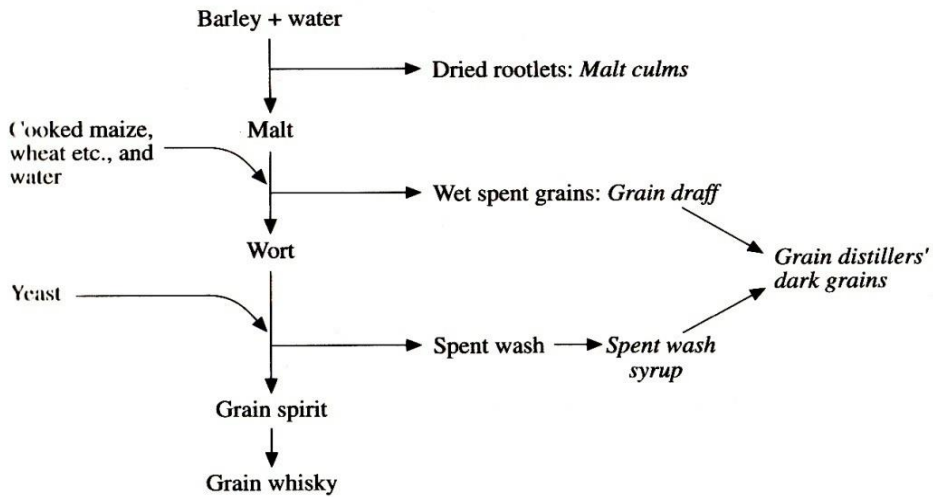 Barley + water
Dried rootlets: Malt culms
Malt
Cooked maize,
wheat etc., and
water
Wet spent grains: Grain draff
Wort
Grain distillers'
dark grains
Yeast
Spent wash
Spent wash
syrup
Grain spirit
Grain whisky